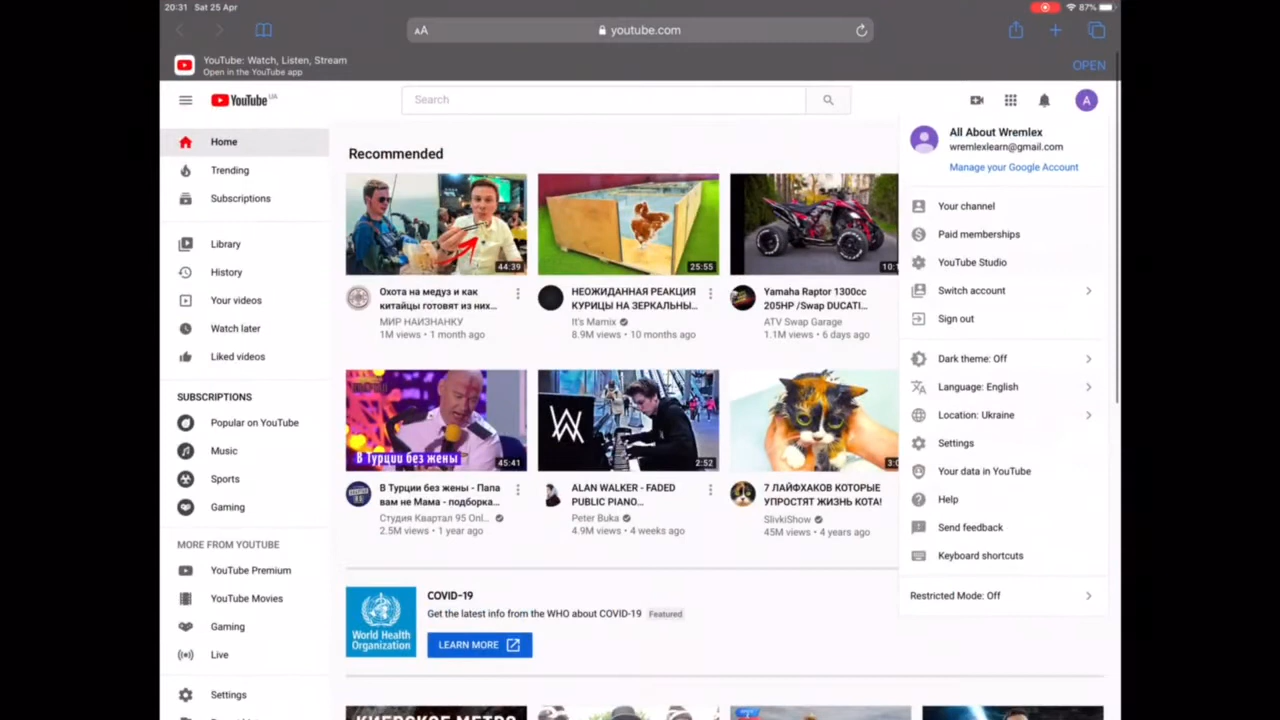 20:31 Sat 25 Apr
87%
AA
youtube.com
YouTube: Watch, Listen, Stream
Open in the YouTube app
OPEN
YouTube UA
Search
A
Home
Trending
Subscriptions
Library
History
Your videos
Watch later
Liked videos
SUBSCRIPTIONS
Popular on YouTube
Music
Sports
Gaming
MORE FROM YOUTUBE
YouTube Premium
YouTube Movies
Gaming
Live
Settings
Recommended
44:39
Охота на медуз и как
китайцы готовят из них...
МИР НАИЗНАНКУ
1M views • 1 month ago
25:55
НЕОЖИДАННАЯ РЕАКЦИЯ
КУРИЦЫ НА ЗЕРКАЛЬНЫ...
It's Mamix
8.9M views • 10 months ago
10:1
Yamaha Raptor 1300cc
205HP /Swap DUCATI...
ATV Swap Garage
1.1M views • 6 days ago
В Турции без жены
45:41
В Турции без жены - Папа
вам не Мама - подборка...
Студия Квартал 95 Onl...
2.5M views • 1 year ago
2:52
ALAN WALKER - FADED
PUBLIC PIANO...
Peter Buka
4.9M views • 4 weeks ago
3:0
7 ЛАЙФХАКОВ КОТОРЫЕ
УПРОСТЯТ ЖИЗНЬ КОТА!
SlivkiShow
45M views • 4 years ago
World Health
Organization
COVID-19
Get the latest info from the WHO about COVID-19 Featured
LEARN MORE
КИЕВСКОЕ МЕТРО
All About Wremlex
wremlexlearn@gmail.com
Manage your Google Account
Your channel
Paid memberships
YouTube Studio
Switch account
Sign out
Dark theme: Off
Language: English
Location: Ukraine
Settings
Your data in YouTube
Help
Send feedback
Keyboard shortcuts
Restricted Mode: Off